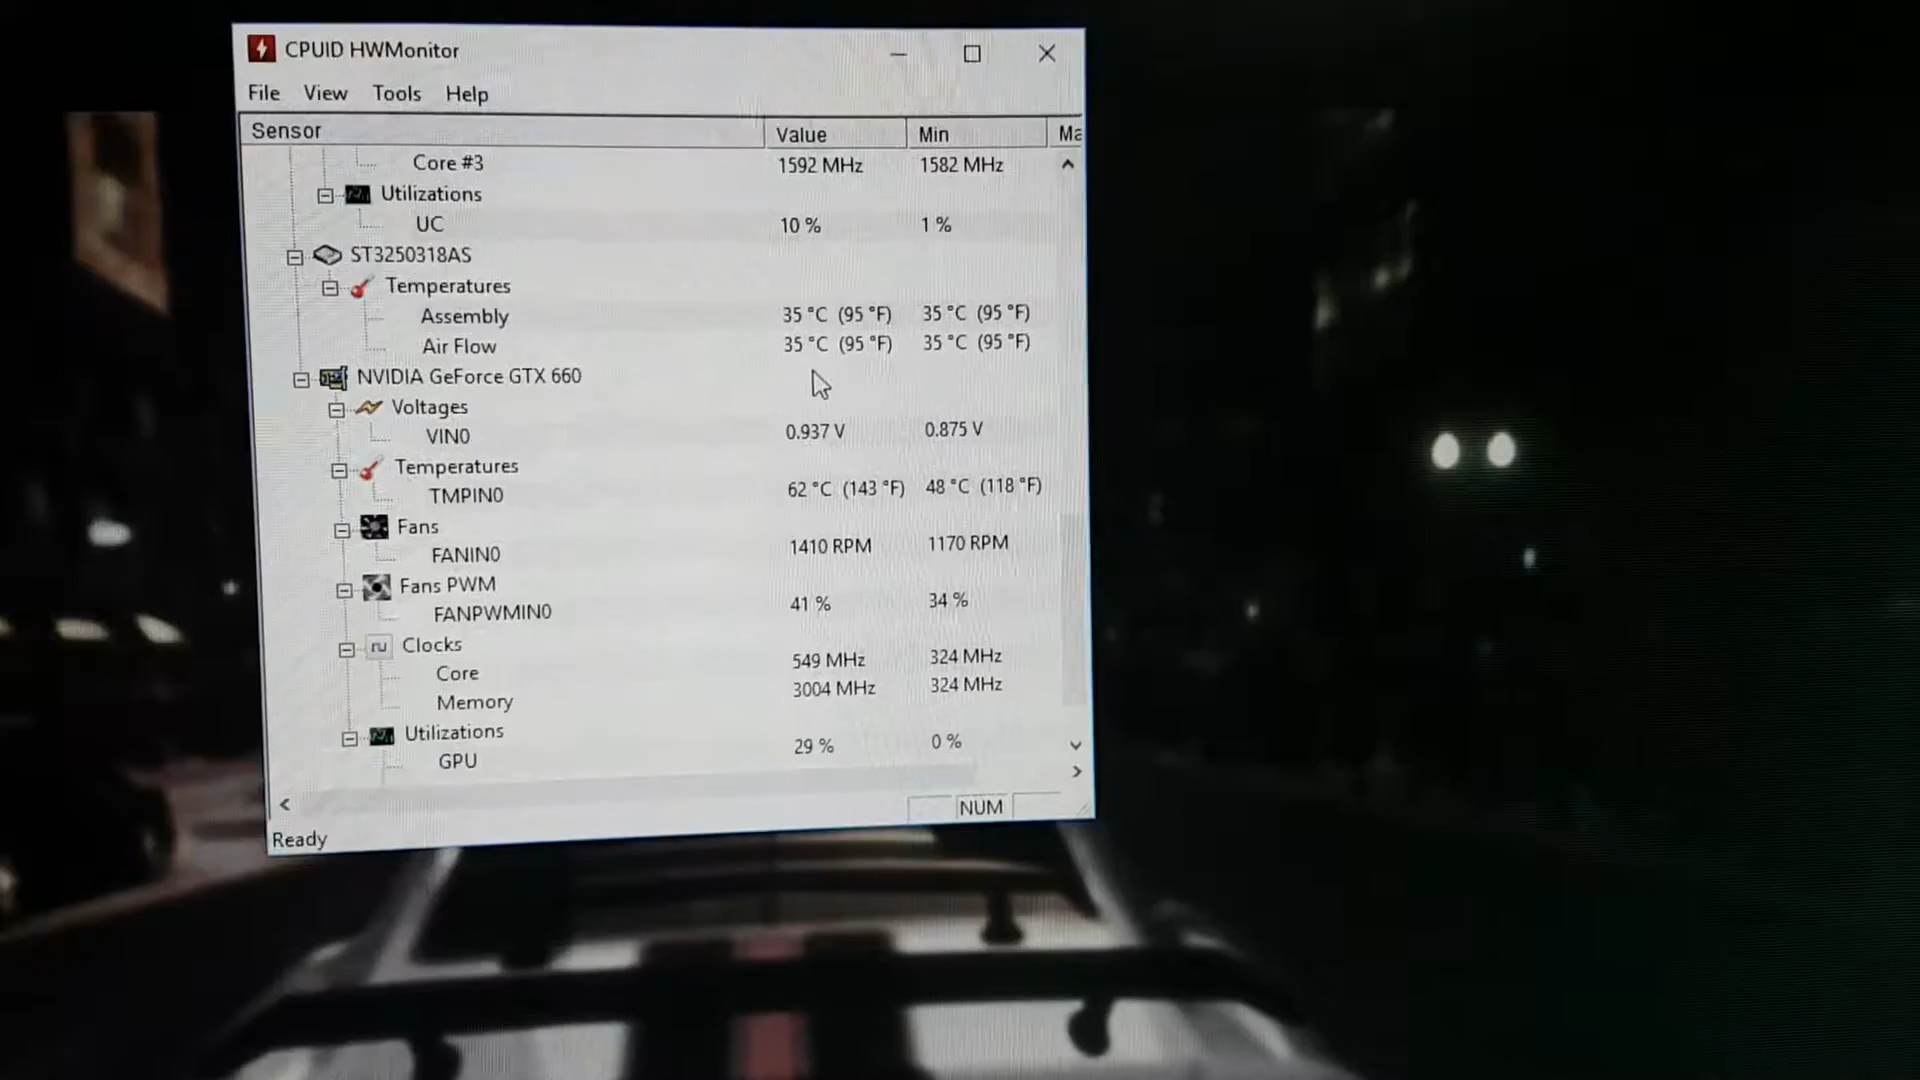 CPUID HWMonitor
File View Tools Help
Sensor Value Min Ma
Core #3 1592 MHz 1582 MHz
Utilizations
UC 10 % 1 %
ST3250318AS
Temperatures
Assembly 35 °C (95 °F) 35 °C (95 °F)
Air Flow 35 °C (95 °F) 35 °C (95 °F)
NVIDIA GeForce GTX 660
Voltages
VIN0 0.937 V 0.875 V
Temperatures
TMPIN0 62 °C (143 °F) 48 °C (118 °F)
Fans
FANIN0 1410 RPM 1170 RPM
Fans PWM
FANPWMIN0 41 % 34 %
Clocks
Core 549 MHz 324 MHz
Memory 3004 MHz 324 MHz
Utilizations
GPU 29 % 0 %
NUM
Ready